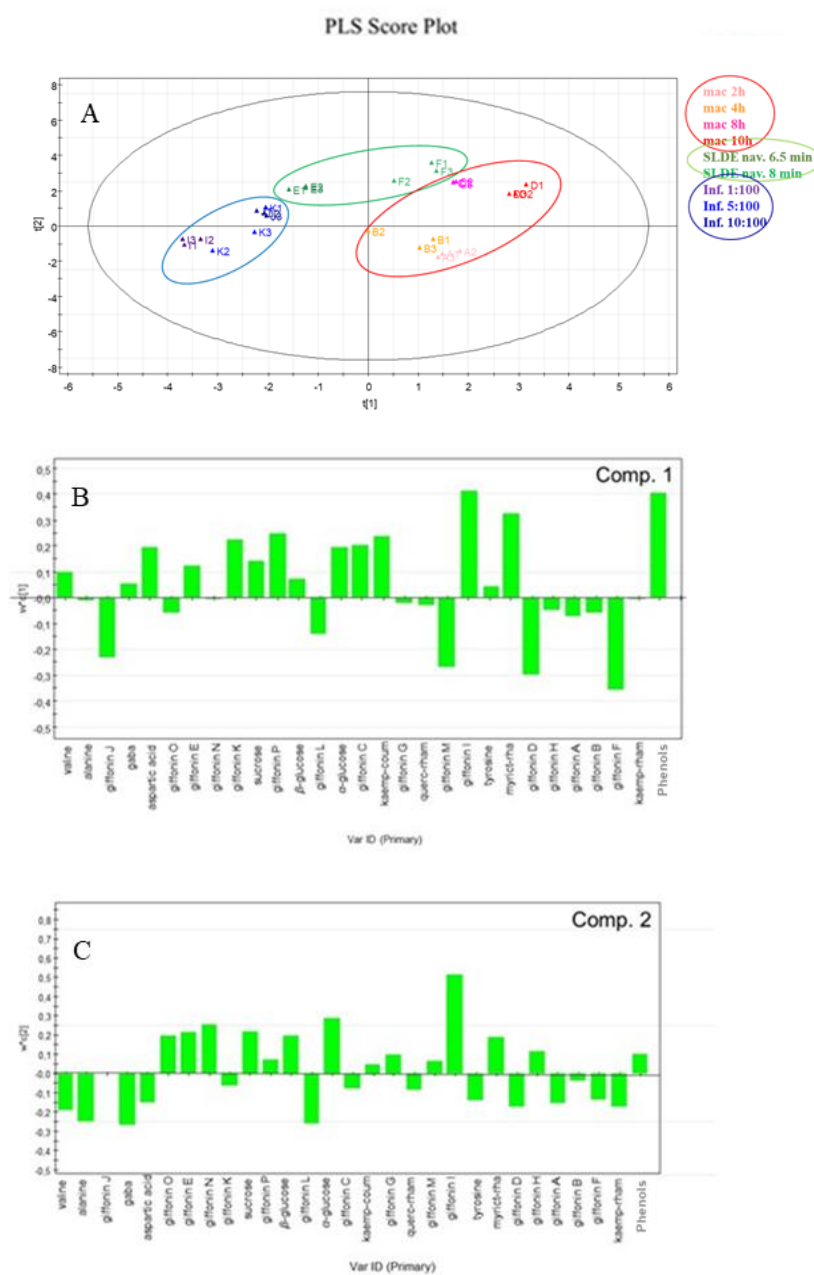 PLS Score Plot
A
t[2]
8
6
4
2
0
-2
-4
-6
-8
-6 -5 -4 -3 -2 -1 0 1 2 3 4 5 6
t[1]
F1
F2
E1
K1
K3
I2
K2
B2
B1
B3
A2
D1
mac 2h
mac 4h
mac 8h
mac 10h
SLDE nav. 6.5 min
SLDE nav. 8 min
Inf. 1:100
Inf. 5:100
Inf. 10:100
B
Comp. 1
w*c[1]
0,5
0,4
0,3
0,2
0,1
-0,0
-0,1
-0,2
-0,3
-0,4
-0,5
valine
alanine
giffonin J
gaba
aspartic acid
giffonin O
giffonin E
giffonin N
giffonin K
sucrose
giffonin P
β-glucose
giffonin L
α-glucose
giffonin C
kaemp-coum
giffonin G
querc-rham
giffonin M
giffonin I
tyrosine
myrict-rha
giffonin D
giffonin H
giffonin A
giffonin B
giffonin F
kaemp-rham
Phenols
Var ID (Primary)
C
Comp. 2
w*c[2]
0,8
0,7
0,6
0,5
0,4
0,3
0,2
0,1
-0,0
-0,1
-0,2
-0,3
-0,4
-0,5
valine
alanine
giffonin J
gaba
aspartic acid
giffonin O
giffonin E
giffonin N
giffonin K
sucrose
giffonin P
β-glucose
giffonin L
α-glucose
giffonin C
kaemp-coum
giffonin G
querc-rham
giffonin M
giffonin I
tyrosine
myrict-rha
giffonin D
giffonin H
giffonin A
giffonin B
giffonin F
kaemp-rham
Phenols
Var ID (Primary)